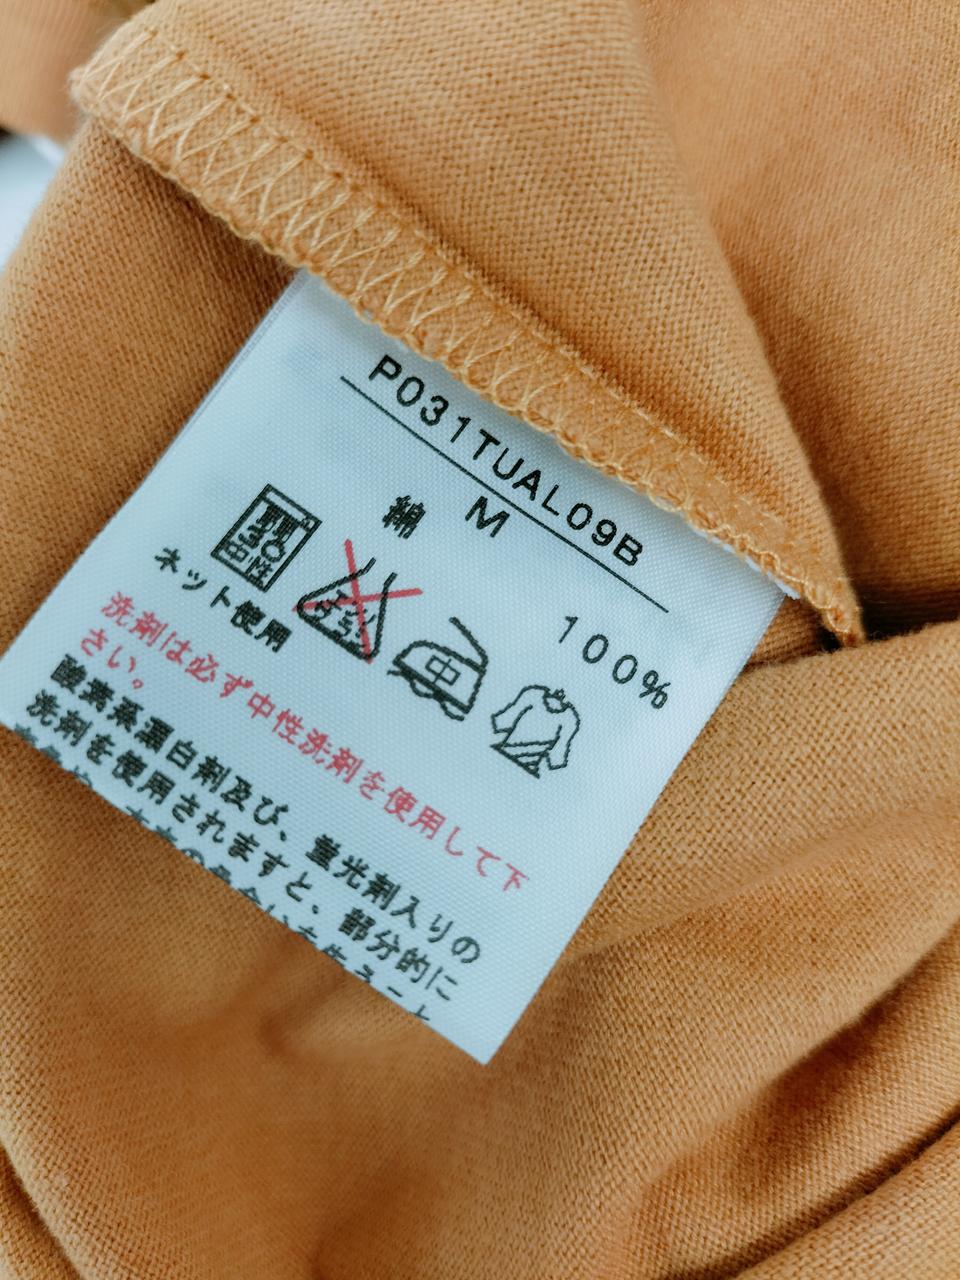 P031TUAL09B
M
綿 100%
中性
ネット使用
中
洗剤は必ず中性洗剤を使用して下
さい。
酸素系漂白剤及び、蛍光剤入りの
洗剤を使用されますと、部分的に